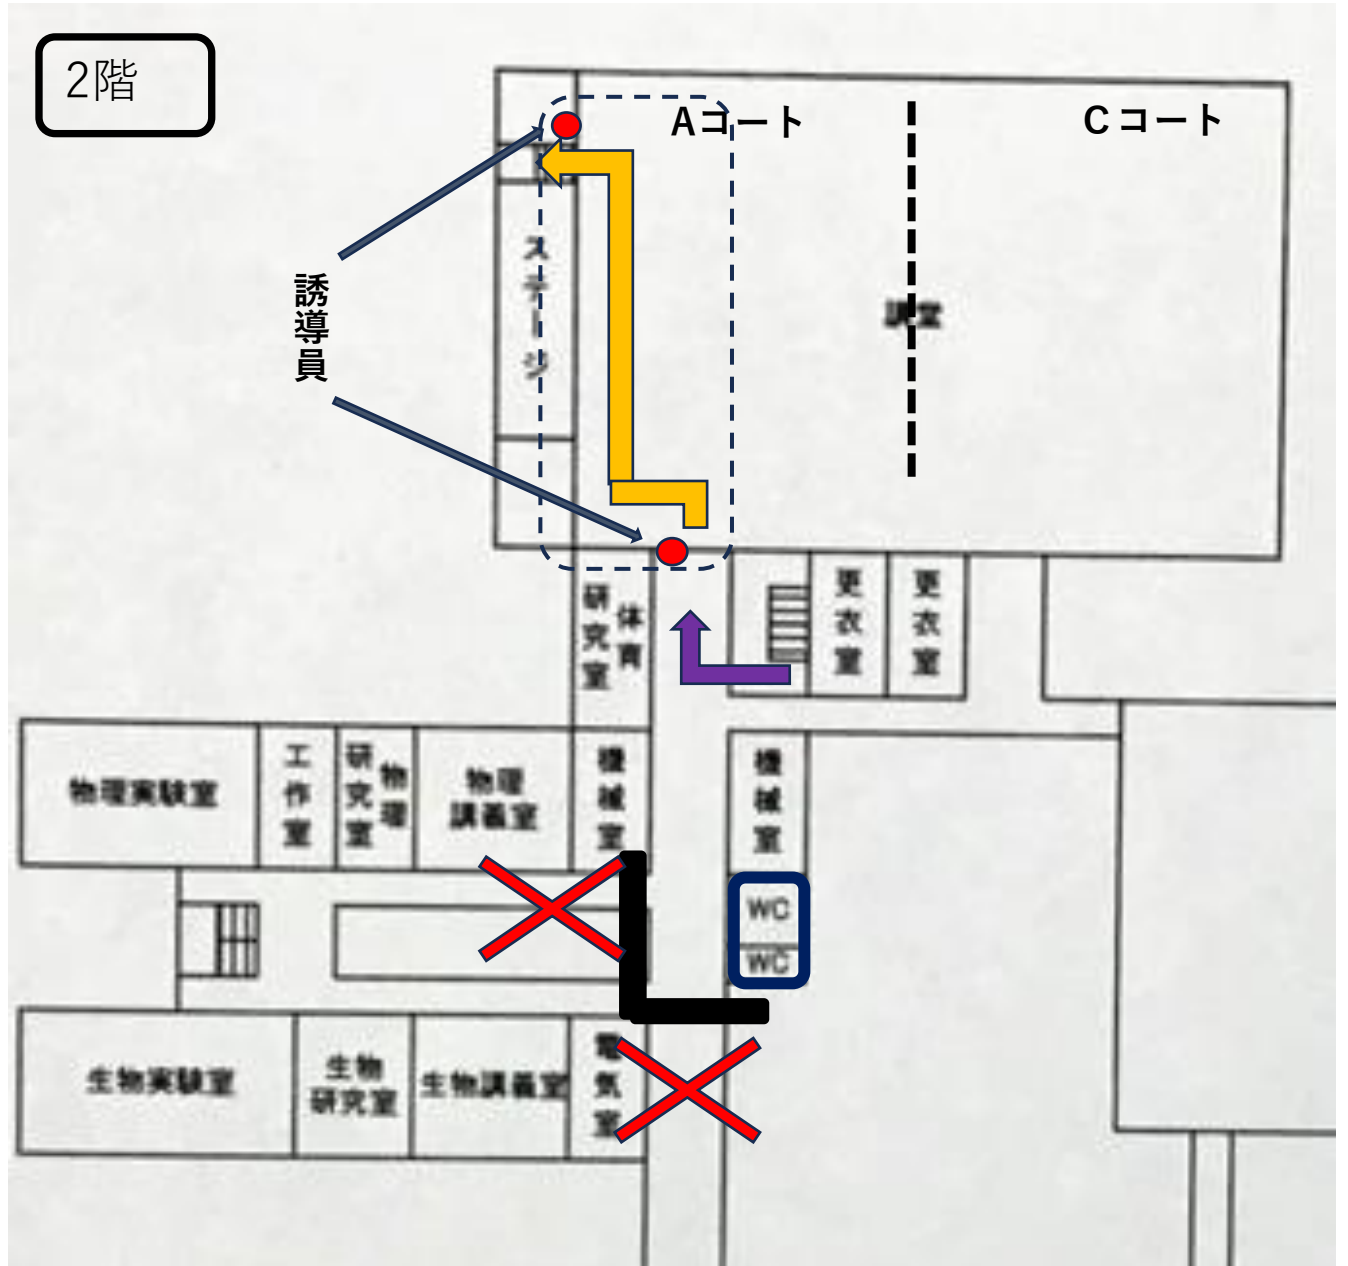 2階
Aコート
Cコート
ステージ
講堂
誘導員
体育
研究室
更衣室
更衣室
物理実験室
工作室
物理
研究室
物理
講義室
機械室
機械室
WC
WC
生物実験室
生物
研究室
生物講義室
電気室